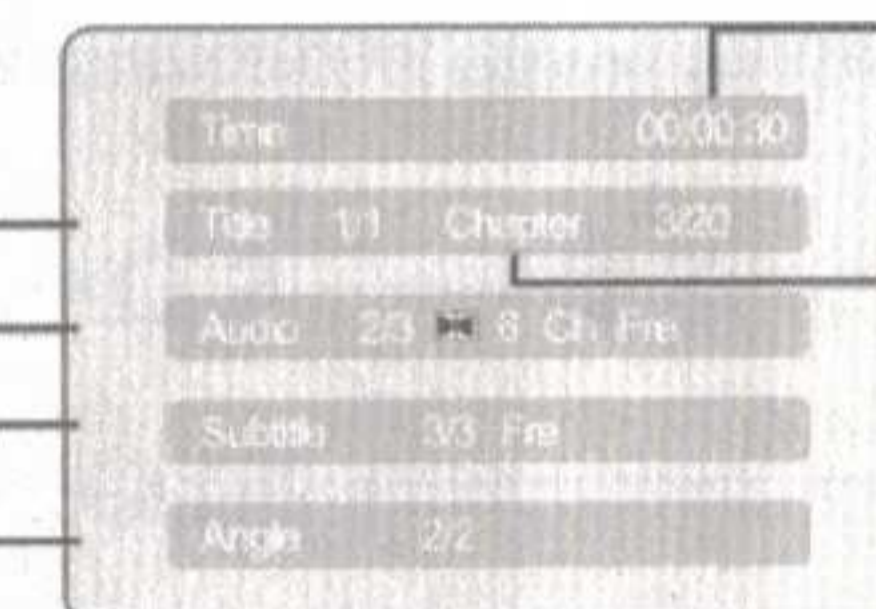 Time 00:00:30
Title 1/1 Chapter 3/20
Audio 2/3 6 Ch Fre
Subtitle 3/3 Fre
Angle 2/2